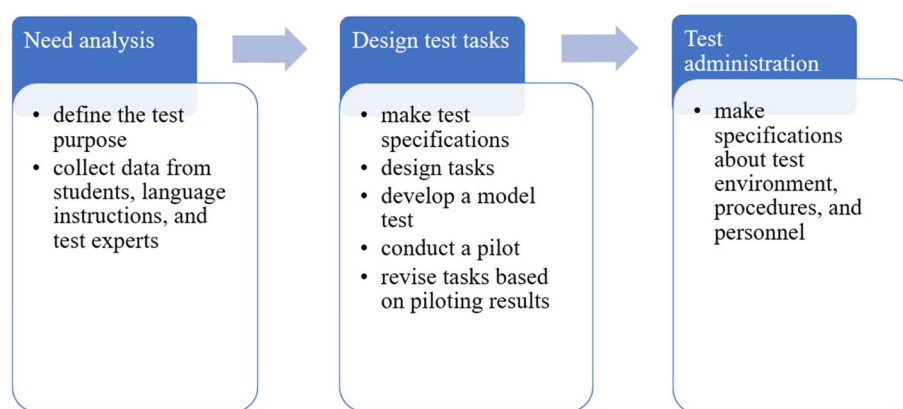 Need analysis
• define the test
purpose
• collect data from
students, language
instructions, and
test experts
Design test tasks
• make test
specifications
• design tasks
• develop a model
test
• conduct a pilot
• revise tasks based
on piloting results
Test
administration
• make
specifications
about test
environment,
procedures, and
personnel